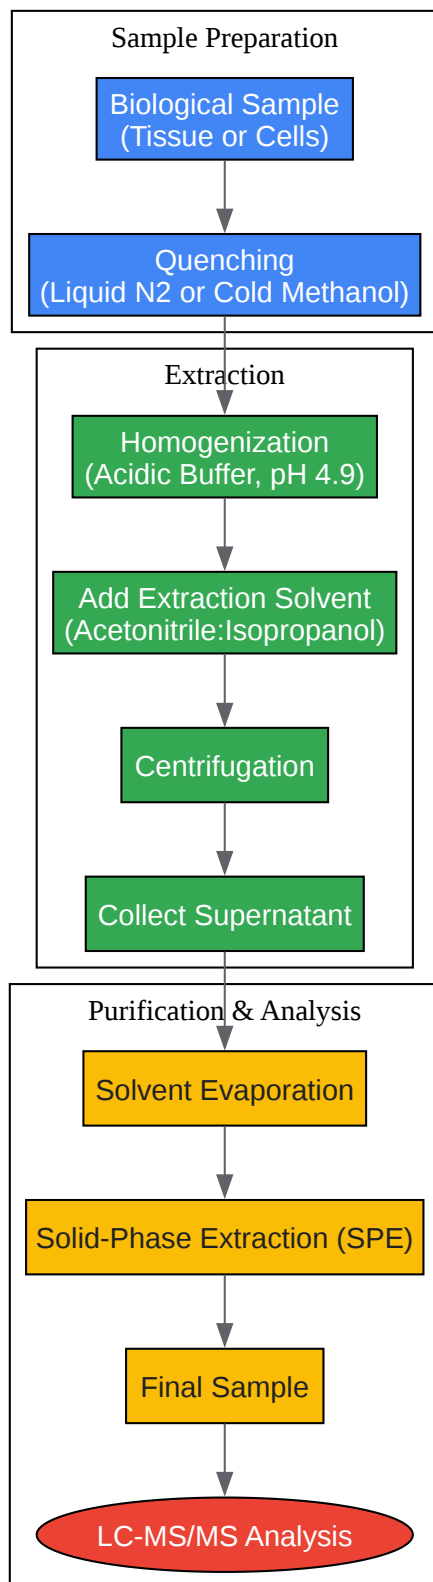 Sample Preparation
Biological Sample
(Tissue or Cells)
Quenching
(Liquid N2 or Cold Methanol)
Extraction
Homogenization
(Acidic Buffer, pH 4.9)
Add Extraction Solvent
(Acetonitrile:Isopropanol)
Centrifugation
Collect Supernatant
Purification & Analysis
Solvent Evaporation
Solid-Phase Extraction (SPE)
Final Sample
LC-MS/MS Analysis